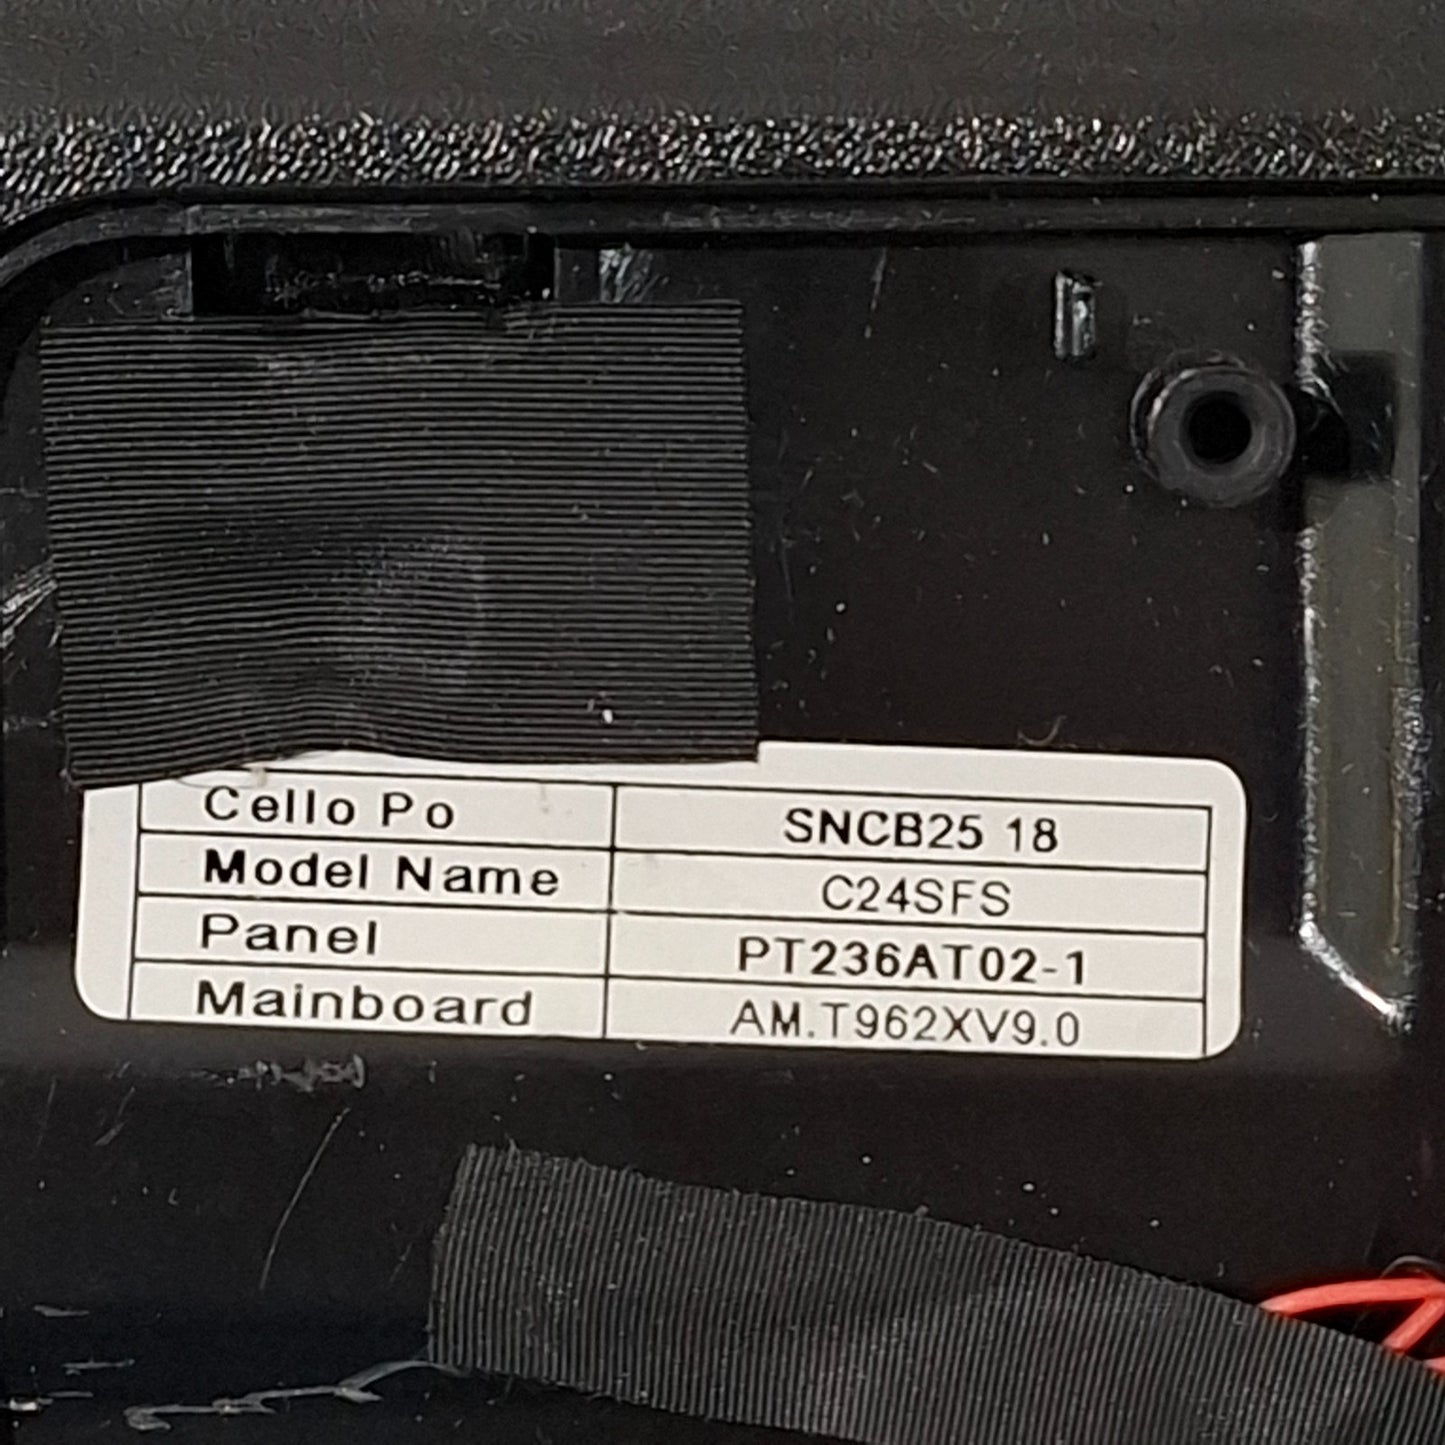 Cello Po SNCB25 18
Model Name C24SFS
Panel PT236AT02-1
Mainboard AM.T962XV9.0